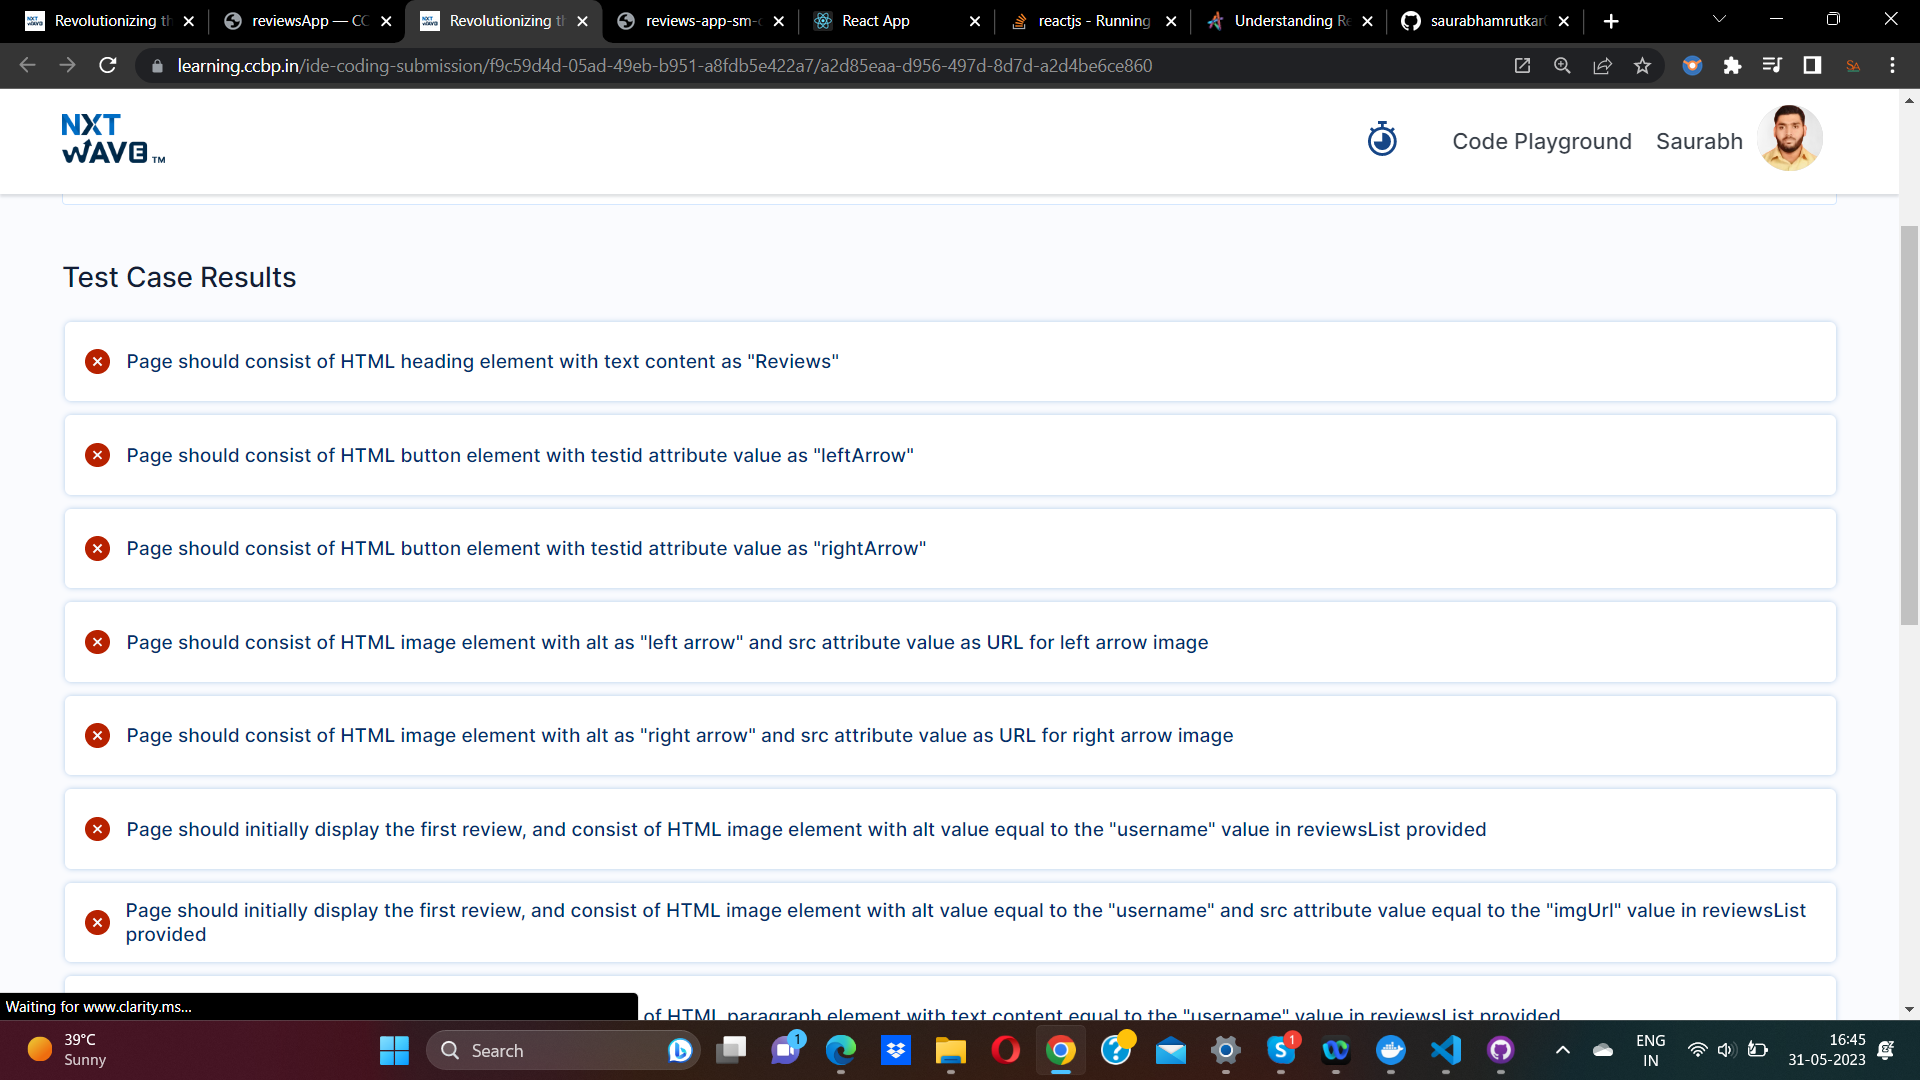 Revolutionizing th
reviewsApp — CC
Revolutionizing th
reviews-app-sm-c
React App
reactjs - Running
Understanding Re
saurabhamrutkar
learning.ccbp.in/ide-coding-submission/f9c59d4d-05ad-49eb-b951-a8fdb5e422a7/a2d85eaa-d956-497d-8d7d-a2d4be6ce860
NXT
WAVE TM
Code Playground
Saurabh
Test Case Results
Page should consist of HTML heading element with text content as "Reviews"
Page should consist of HTML button element with testid attribute value as "leftArrow"
Page should consist of HTML button element with testid attribute value as "rightArrow"
Page should consist of HTML image element with alt as "left arrow" and src attribute value as URL for left arrow image
Page should consist of HTML image element with alt as "right arrow" and src attribute value as URL for right arrow image
Page should initially display the first review, and consist of HTML image element with alt value equal to the "username" value in reviewsList provided
Page should initially display the first review, and consist of HTML image element with alt value equal to the "username" and src attribute value equal to the "imgUrl" value in reviewsList
provided
of HTML paragraph element with text content equal to the "username" value in reviewsList provided
Waiting for www.clarity.ms...
39°C
Sunny
Search
1
1
ENG
IN
16:45
31-05-2023